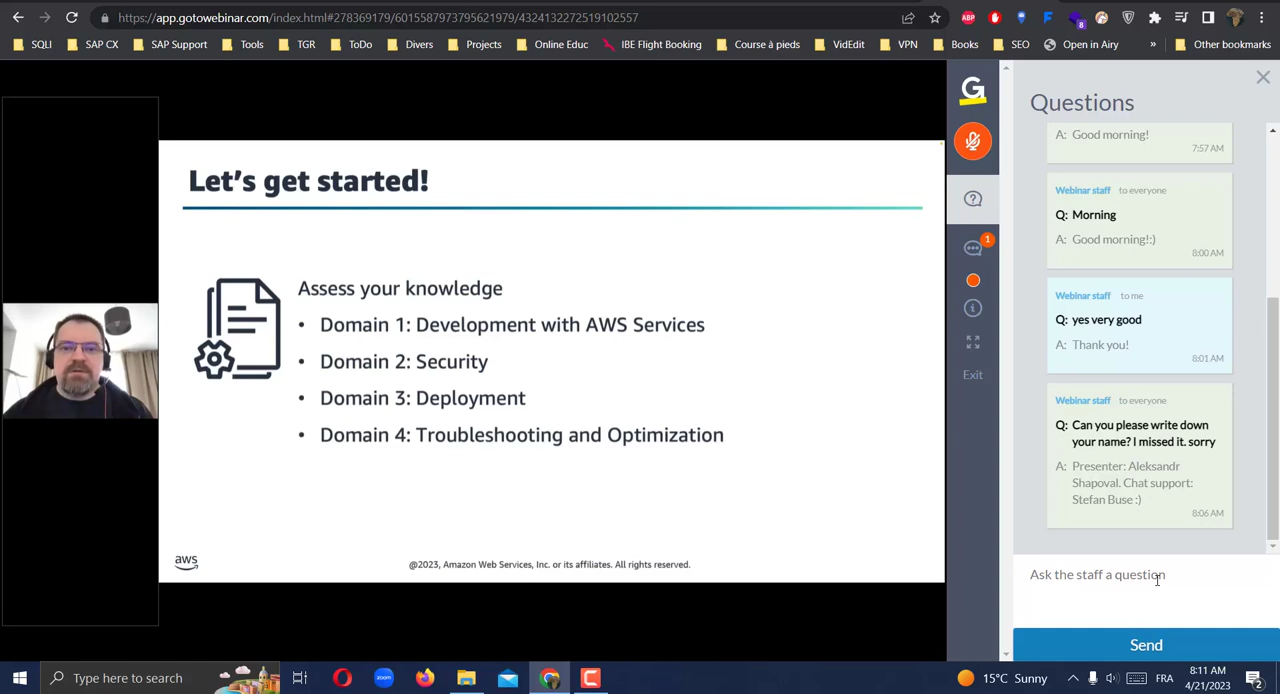 https://app.gotowebinar.com/index.html#278369179/6015587973795621979/4324132272519102557
ABP
8
SQLI
SAP CX
SAP Support
Tools
TGR
ToDo
Divers
Projects
Online Educ
IBE Flight Booking
Course à pieds
VidEdit
VPN
Books
SEO
Open in Airy
»
Other bookmarks
Let's get started!
Assess your knowledge
• Domain 1: Development with AWS Services
• Domain 2: Security
• Domain 3: Deployment
• Domain 4: Troubleshooting and Optimization
aws
@2023, Amazon Web Services, Inc. or its affiliates. All rights reserved.
G
1
Exit
Questions
A: Good morning!
7:57 AM
Webinar staff to everyone
Q: Morning
A: Good morning!:)
8:00 AM
Webinar staff to me
Q: yes very good
A: Thank you!
8:01 AM
Webinar staff to everyone
Q: Can you please write down
your name? I missed it. sorry
A: Presenter: Aleksandr
Shapoval. Chat support:
Stefan Buse :)
8:06 AM
Ask the staff a question
Send
Type here to search
zoom
C
15°C Sunny
FRA
8:11 AM
4/21/2023
2